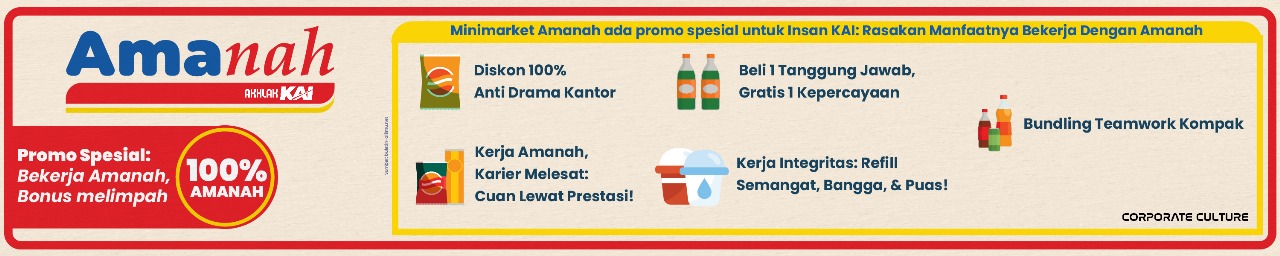 Amanah
AKHLAK KAI
Promo Spesial:
Bekerja Amanah,
Bonus melimpah
100%
AMANAH
Minimarket Amanah ada promo spesial untuk Insan KAI: Rasakan Manfaatnya Bekerja Dengan Amanah
Diskon 100%
Anti Drama Kantor
Beli 1 Tanggung Jawab,
Gratis 1 Kepercayaan
Bundling Teamwork Kompak
Kerja Amanah,
Karier Melesat:
Cuan Lewat Prestasi!
Kerja Integritas: Refill
Semangat, Bangga, & Puas!
CORPORATE CULTURE